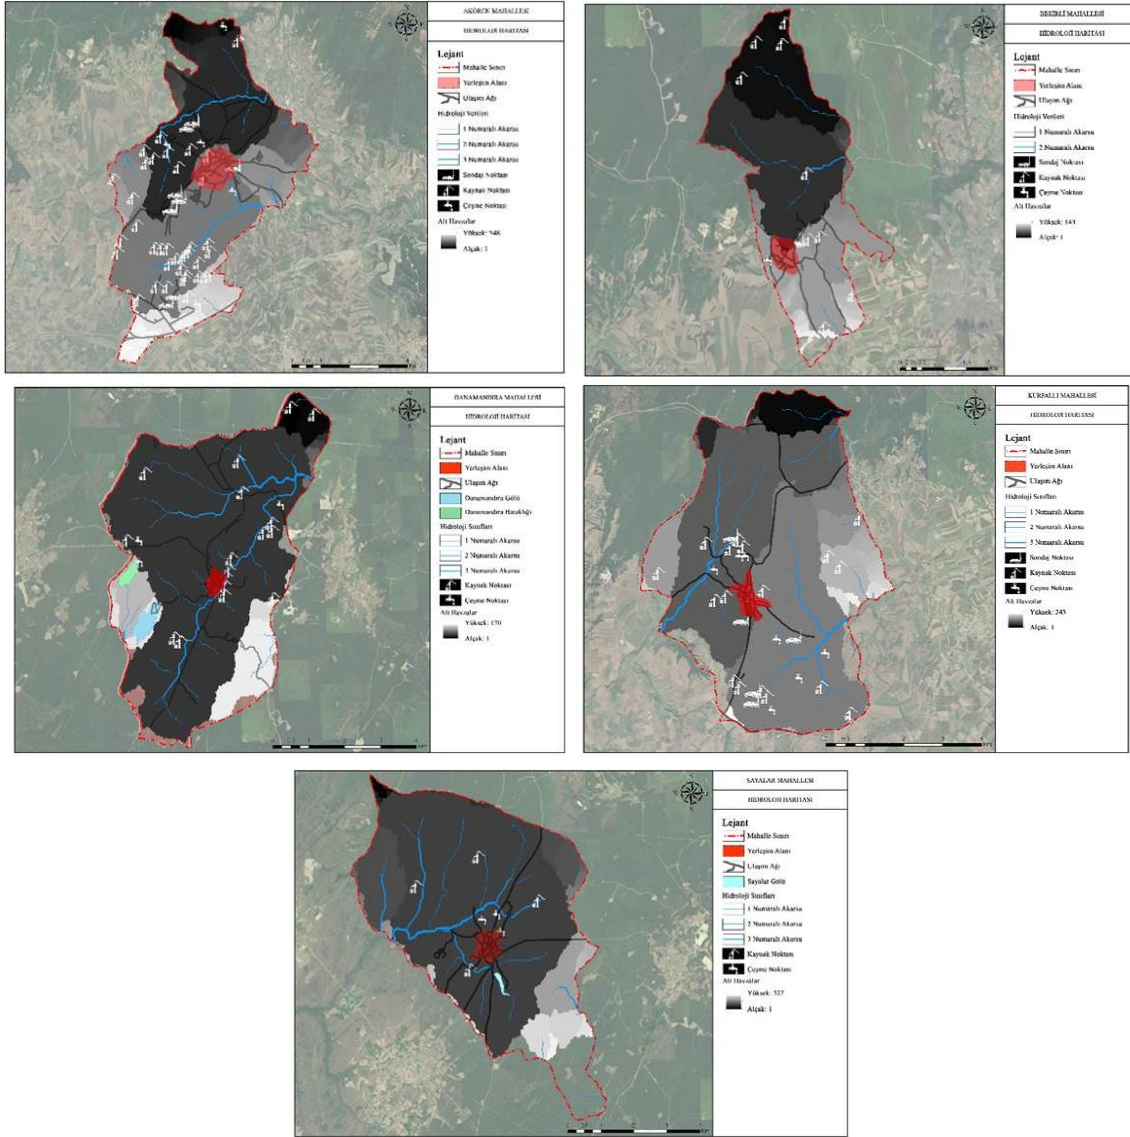 AKÖREN MAHALLESİ
HİDROLOJİ HARİTASI
Lejant
Mahalle Sınırı
Yerleşim Alanı
Ulaşım Ağı
Hidroloji Verileri
1 Numaralı Akarsu
2 Numaralı Akarsu
3 Numaralı Akarsu
Sondaj Noktası
Kaynak Noktası
Çeşme Noktası
Alt Havzalar
Yüksek: 348
Alçak: 1
BEKİRLİ MAHALLESİ
HİDROLOJİ HARİTASI
Lejant
Mahalle Sınırı
Yerleşim Alanı
Ulaşım Ağı
Hidroloji Verileri
1 Numaralı Akarsu
2 Numaralı Akarsu
Sondaj Noktası
Kaynak Noktası
Çeşme Noktası
Alt Havzalar
Yüksek: 143
Alçak: 1
DANAMANDIRA MAHALLESİ
HİDROLOJİ HARİTASI
Lejant
Mahalle Sınırı
Yerleşim Alanı
Ulaşım Ağı
Danamandıra Gölü
Danamandıra Bataklığı
Hidroloji Sınıfları
1 Numaralı Akarsu
2 Numaralı Akarsu
3 Numaralı Akarsu
Kaynak Noktası
Çeşme Noktası
Alt Havzalar
Yüksek: 170
Alçak: 1
KURFALLI MAHALLESİ
HİDROLOJİ HARİTASI
Lejant
Mahalle Sınırı
Yerleşim Alanı
Ulaşım Ağı
Hidroloji Sınıfları
1 Numaralı Akarsu
2 Numaralı Akarsu
3 Numaralı Akarsu
Sondaj Noktası
Kaynak Noktası
Çeşme Noktası
Alt Havzalar
Yüksek: 245
Alçak: 1
SAYALAR MAHALLESİ
HİDROLOJİ HARİTASI
Lejant
Mahalle Sınırı
Yerleşim Alanı
Ulaşım Ağı
Sayalar Gölü
Hidroloji Sınıfları
1 Numaralı Akarsu
2 Numaralı Akarsu
3 Numaralı Akarsu
Kaynak Noktası
Çeşme Noktası
Alt Havzalar
Yüksek: 327
Alçak: 1